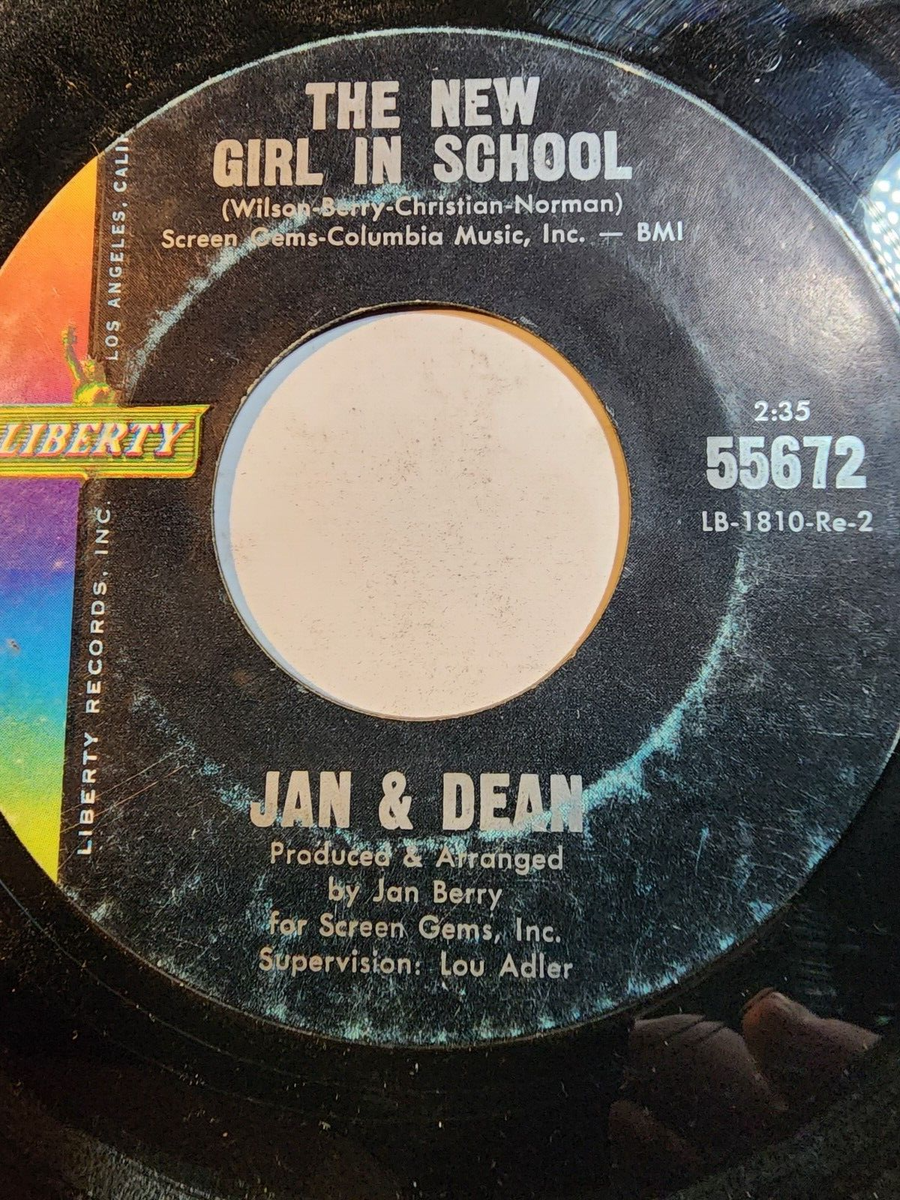 THE NEW
GIRL IN SCHOOL
(Wilson-Berry-Christian-Norman)
Screen Gems-Columbia Music, Inc. — BMI
LIBERTY
LIBERTY RECORDS, INC.
LOS ANGELES, CALI
2:35
55672
LB-1810-Re-2
JAN & DEAN
Produced & Arranged
by Jan Berry
for Screen Gems, Inc.
Supervision: Lou Adler